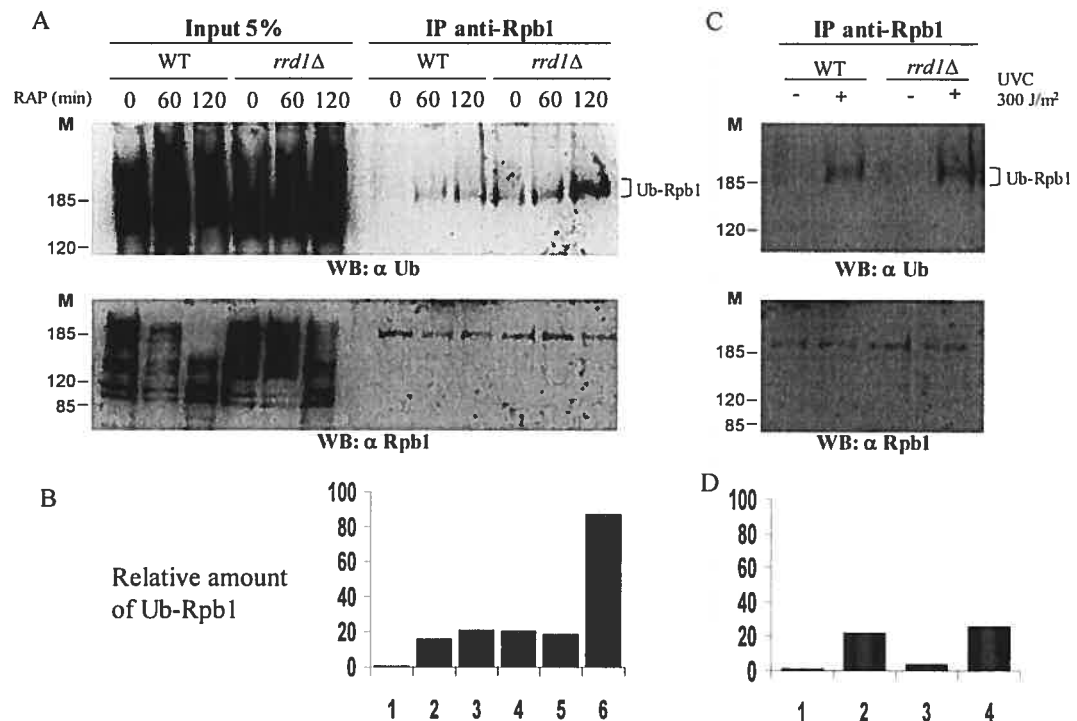 A
Input 5%
IP anti-Rpb1
WT
rrd1Δ
WT
rrd1Δ
RAP (min)
0 60 120 0 60 120 0 60 120 0 60 120
M
185
120
Ub-Rpb1
WB: α Ub
M
185
120
85
WB: α Rpb1
B
Relative amount
of Ub-Rpb1
100
80
60
40
20
0
1 2 3 4 5 6
C
IP anti-Rpb1
WT
rrd1Δ
UVC
300 J/m²
- + - +
M
185
120
Ub-Rpb1
WB: α Ub
M
185
120
85
WB: α Rpb1
D
100
80
60
40
20
0
1 2 3 4